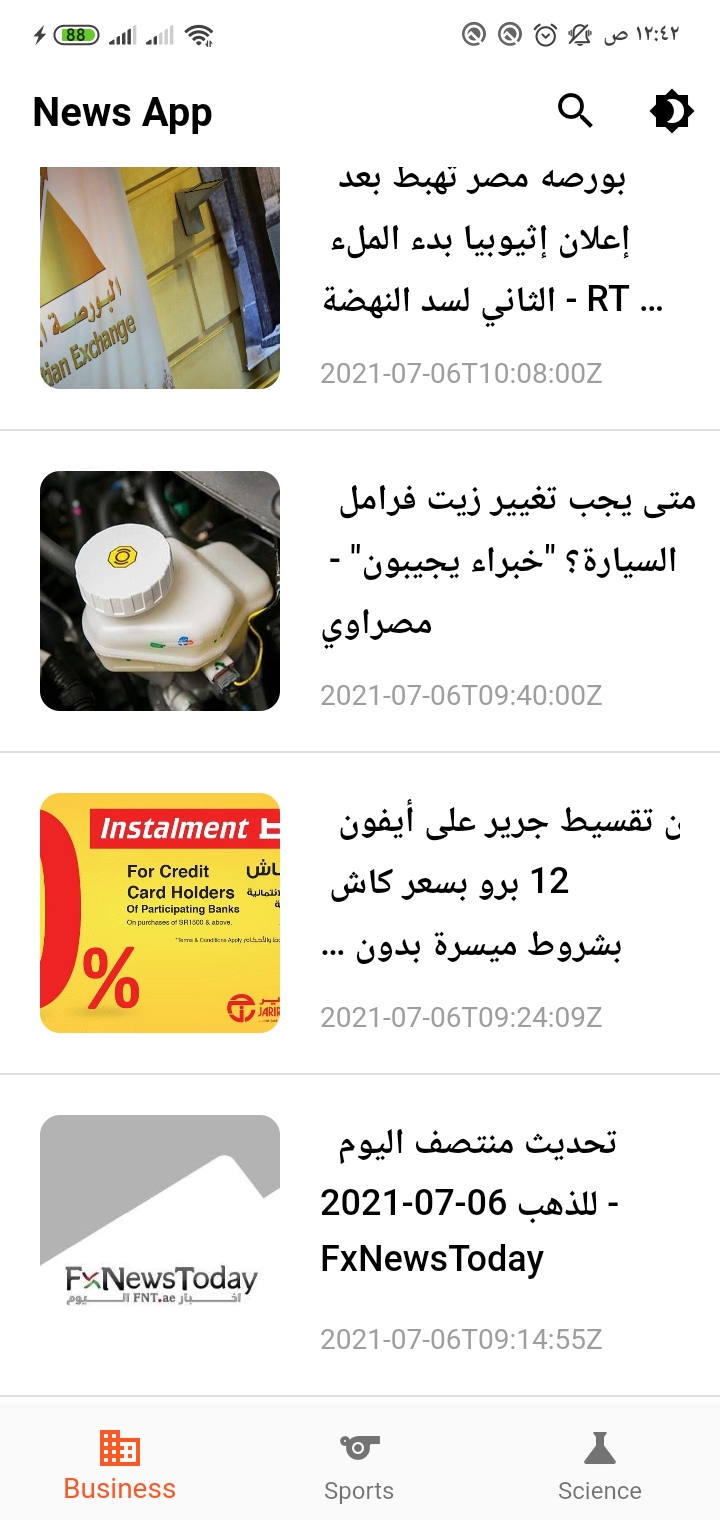 88
١٢:٤٢ ص
News App
بورصة مصر تهبط بعد
إعلان إثيوبيا بدء الملء
الثاني لسد النهضة - RT ...
البورصة
ian Exchange
2021-07-06T10:08:00Z
متى يجب تغيير زيت فرامل
السيارة؟ "خبراء يجيبون" -
مصراوي
2021-07-06T09:40:00Z
ن تقسيط جرير على أيفون
12 برو بسعر كاش
بشروط ميسرة بدون ...
Instalment
For Credit
Card Holders
Of Participating Banks
On purchases of SR1500 & above.
*Terms & Conditions Apply
%
2021-07-06T09:24:09Z
تحديث منتصف اليوم
للذهب 06-07-2021 -
FxNewsToday
FxNewsToday
FNT.ae
2021-07-06T09:14:55Z
Business
Sports
Science